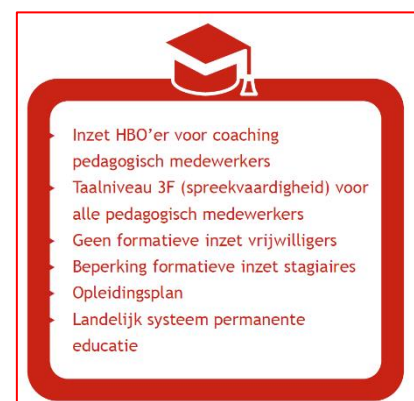 Inzet HBO'er voor coaching
pedagogisch medewerkers
Taalniveau 3F (spreekvaardigheid) voor
alle pedagogisch medewerkers
Geen formatieve inzet vrijwilligers
Beperking formatieve inzet stagiaires
Opleidingsplan
Landelijk systeem permanente
educatie